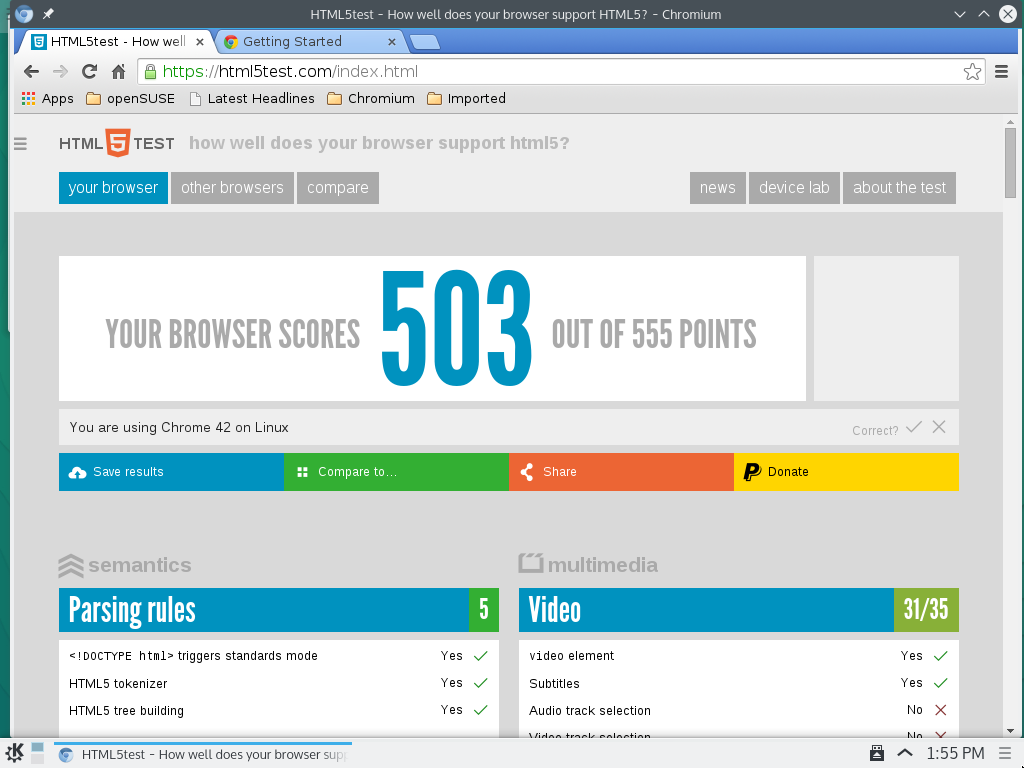 HTML5test - How well does your browser support HTML5? - Chromium
HTML5test - How well
Getting Started
https://html5test.com/index.html
Apps openSUSE Latest Headlines Chromium Imported
HTML 5 TEST how well does your browser support html5?
your browser other browsers compare news device lab about the test
YOUR BROWSER SCORES 503 OUT OF 555 POINTS
You are using Chrome 42 on Linux Correct?
Save results Compare to... Share Donate
semantics
Parsing rules 5
<!DOCTYPE html> triggers standards mode Yes
HTML5 tokenizer Yes
HTML5 tree building Yes
multimedia
Video 31/35
video element Yes
Subtitles Yes
Audio track selection No
Video track selection No
HTML5test - How well does your browser supp
1:55 PM